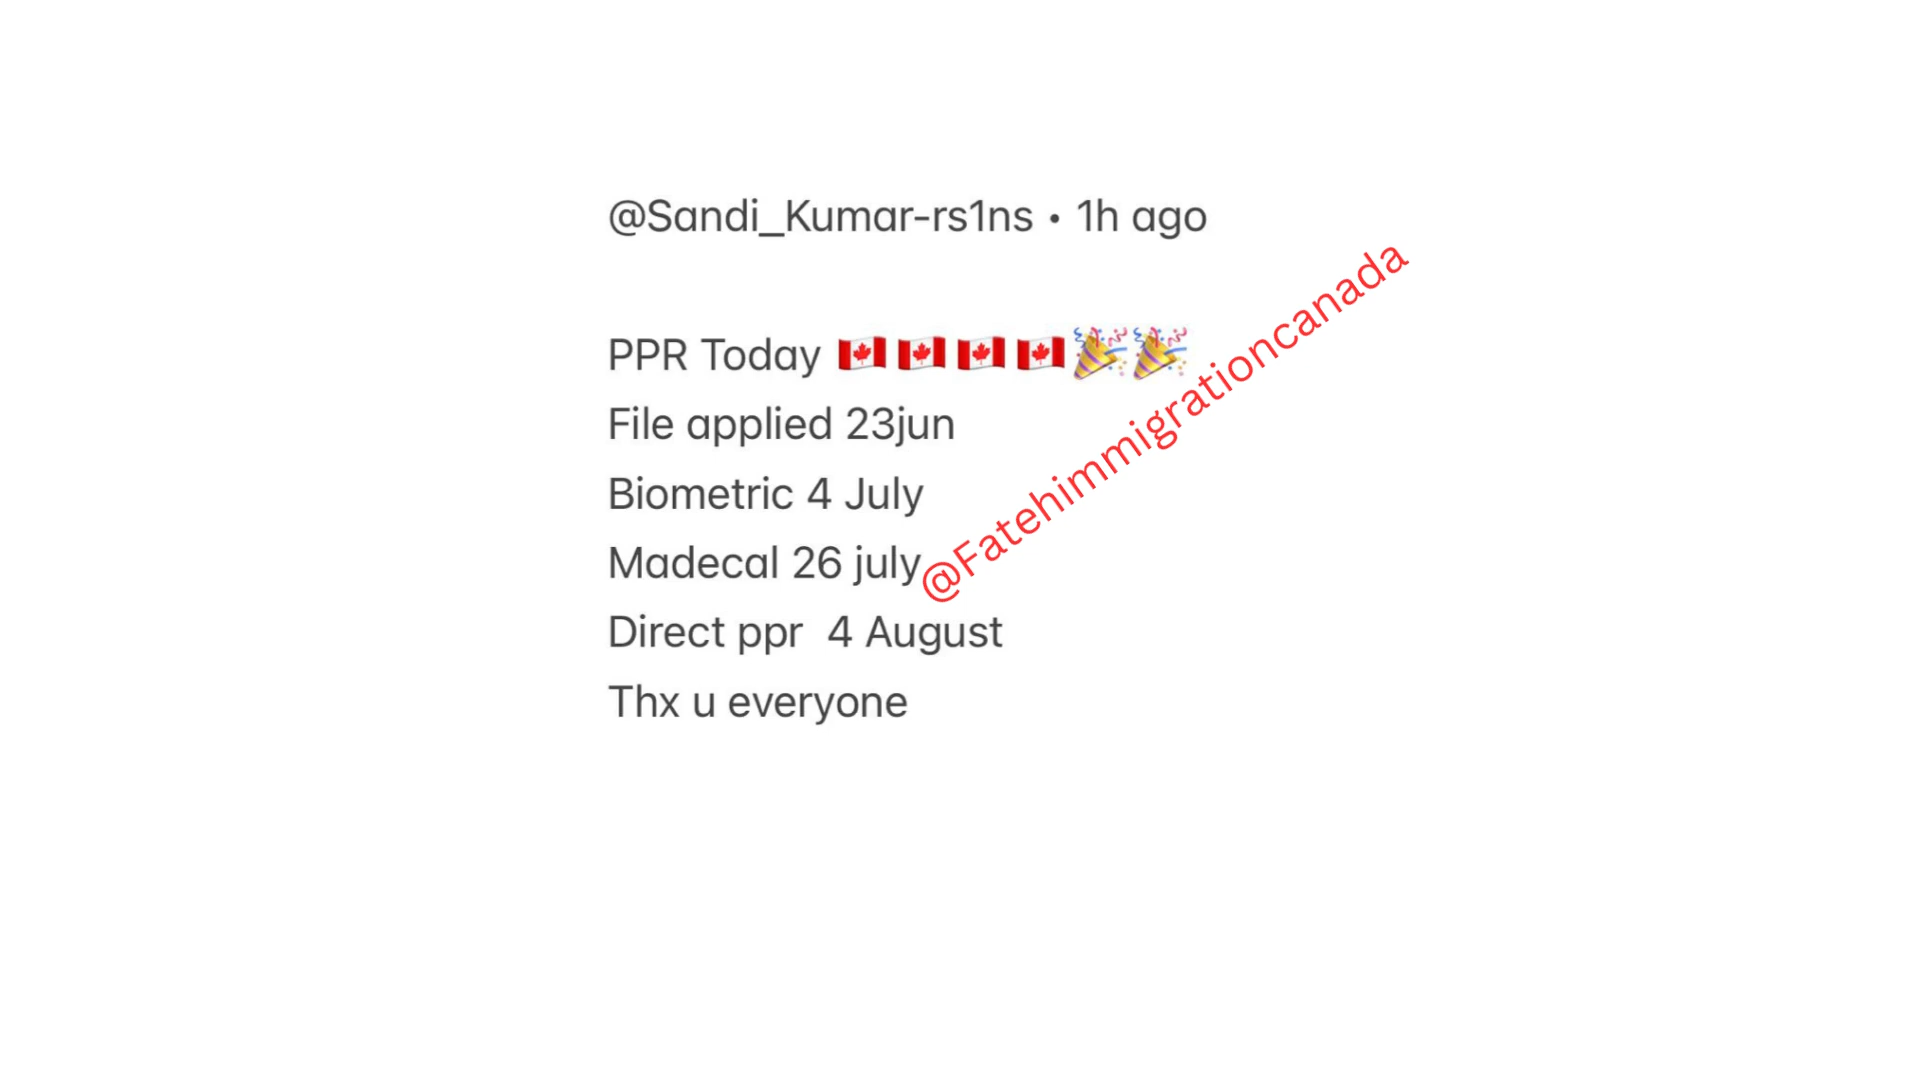 @Sandi_Kumar-rs1ns • 1h ago
PPR Today 🇨🇦🇨🇦🇨🇦🇨🇦🎉🎉
File applied 23jun
Biometric 4 July
Madecal 26 july
Direct ppr  4 August
Thx u everyone
@Fatehimmigrationcanada